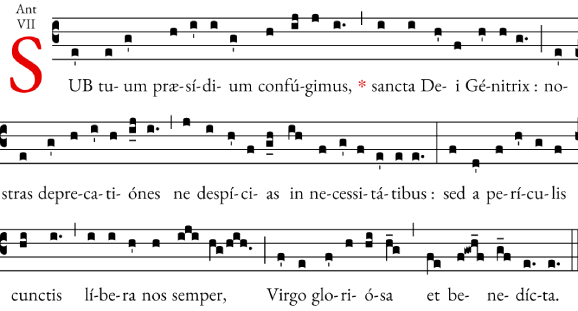 Ant
VII
SUB tu- um præ- sí- di- um confú- gimus, * sancta De- i Gé- nitrix : no-
stras depre- ca- ti- ónes ne despí- ci- as in ne- cessi- tá- tibus : sed a pe- rí- cu- lis
cunctis lí- be- ra nos semper, Virgo glo- ri- ó- sa et be- ne- díc- ta.